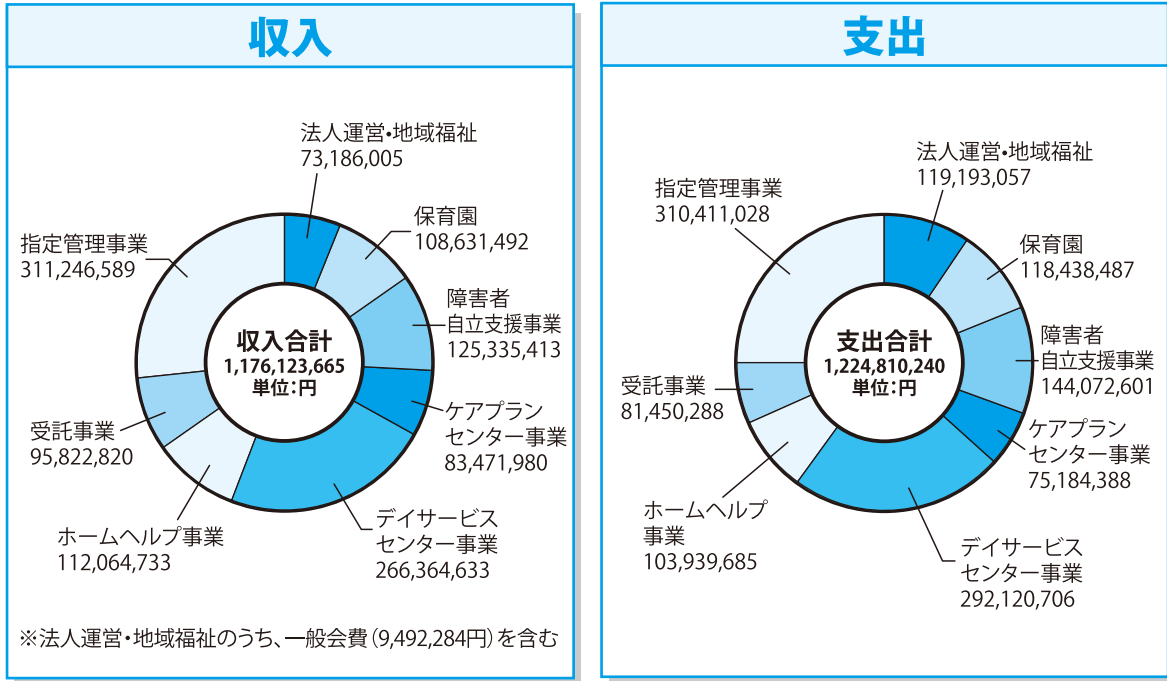 収入
法人運営・地域福祉
73,186,005
保育園
108,631,492
障害者
自立支援事業
125,335,413
ケアプラン
センター事業
83,471,980
デイサービス
センター事業
266,364,633
ホームヘルプ事業
112,064,733
受託事業
95,822,820
指定管理事業
311,246,589
収入合計
1,176,123,665
単位:円
※法人運営・地域福祉のうち、一般会費(9,492,284円)を含む
支出
法人運営・地域福祉
119,193,057
保育園
118,438,487
障害者
自立支援事業
144,072,601
ケアプラン
センター事業
75,184,388
デイサービス
センター事業
292,120,706
ホームヘルプ
事業
103,939,685
受託事業
81,450,288
指定管理事業
310,411,028
支出合計
1,224,810,240
単位:円